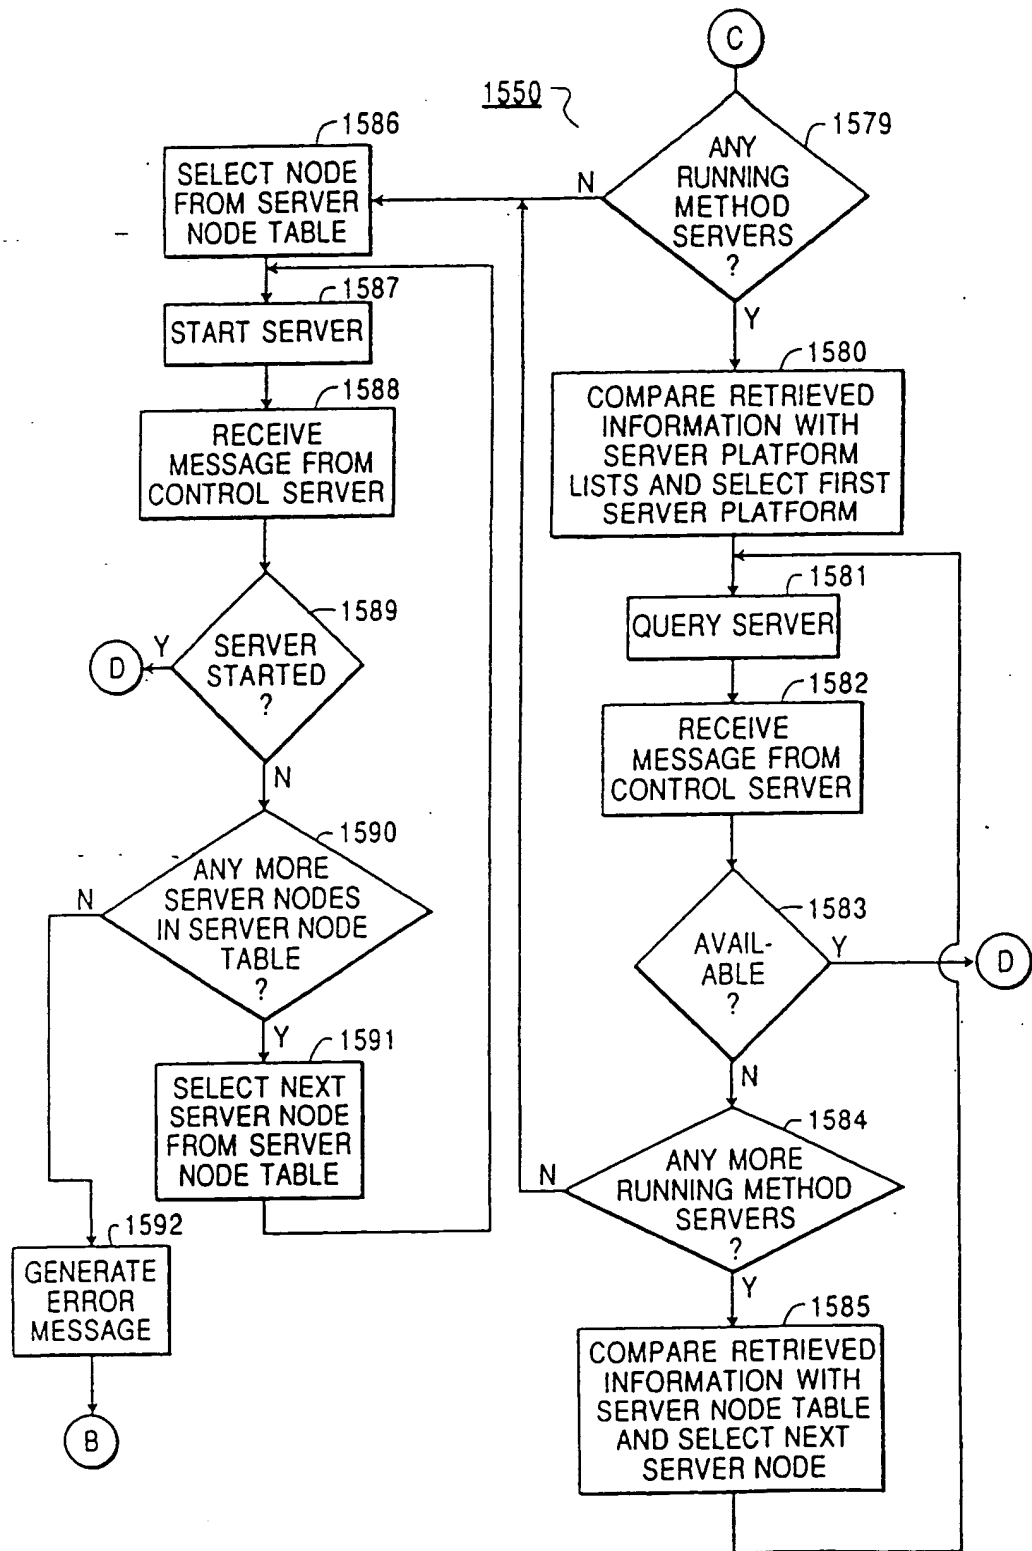 C
1550
1579
ANY
RUNNING
METHOD
SERVERS
?
N
Y
1586
SELECT NODE
FROM SERVER
NODE TABLE
1587
START SERVER
1588
RECEIVE
MESSAGE FROM
CONTROL SERVER
1589
SERVER
STARTED
?
Y
D
N
1590
ANY MORE
SERVER NODES
IN SERVER NODE
TABLE
?
N
Y
1591
SELECT NEXT
SERVER NODE
FROM SERVER
NODE TABLE
1592
GENERATE
ERROR
MESSAGE
B
1580
COMPARE RETRIEVED
INFORMATION WITH
SERVER PLATFORM
LISTS AND SELECT FIRST
SERVER PLATFORM
1581
QUERY SERVER
1582
RECEIVE
MESSAGE FROM
CONTROL SERVER
1583
AVAIL-
ABLE
?
Y
D
N
1584
ANY MORE
RUNNING METHOD
SERVERS
?
N
Y
1585
COMPARE RETRIEVED
INFORMATION WITH
SERVER NODE TABLE
AND SELECT NEXT
SERVER NODE